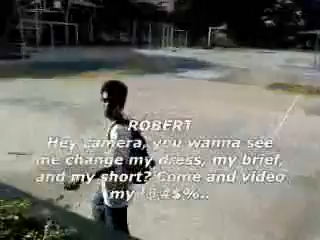 ROBERT
Hey camera, you wanna see
me change my dress, my brief,
and my short? Come and video
my !@#$%..